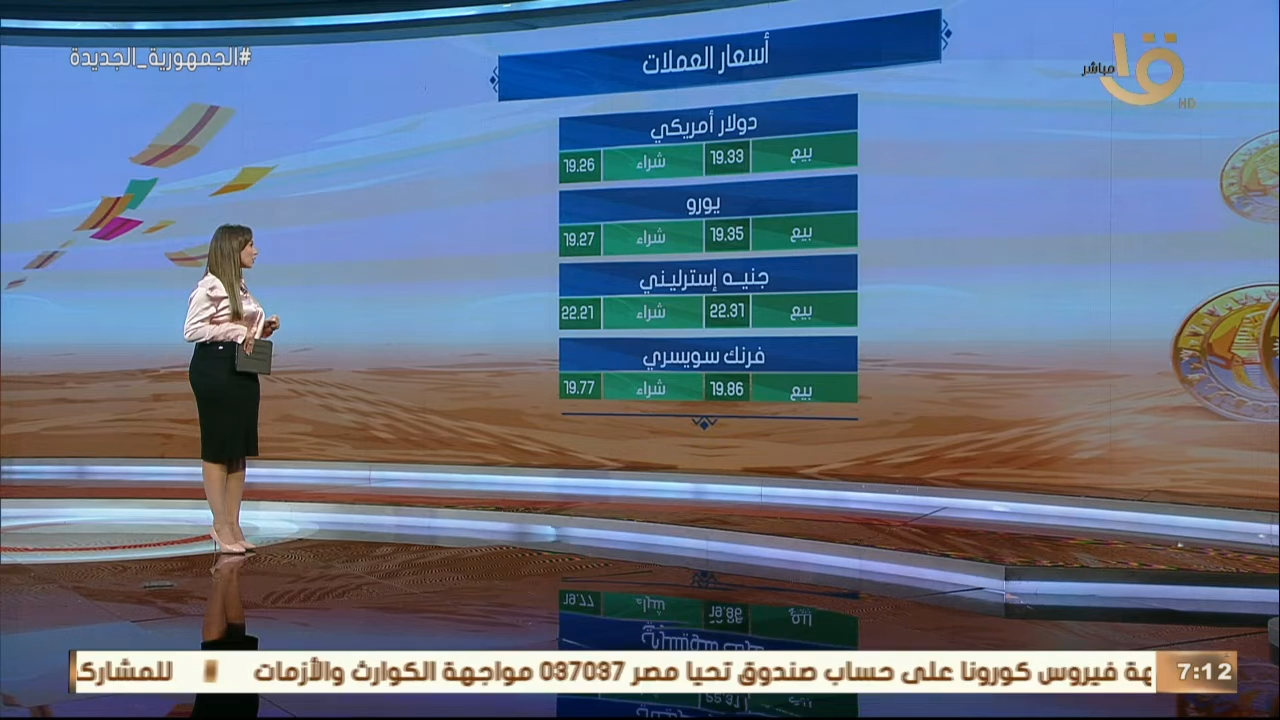 #الجمهورية_الجديدة
مباشر
HD
أسعار العملات
دولار أمريكي
بيع 19.33 شراء 19.26
يورو
بيع 19.35 شراء 19.27
جنيه إسترليني
بيع 22.31 شراء 22.21
فرنك سويسري
بيع 19.86 شراء 19.77
7:12
فيروس كورونا على حساب صندوق تحيا مصر 037037 مواجهة الكوارث والأزمات